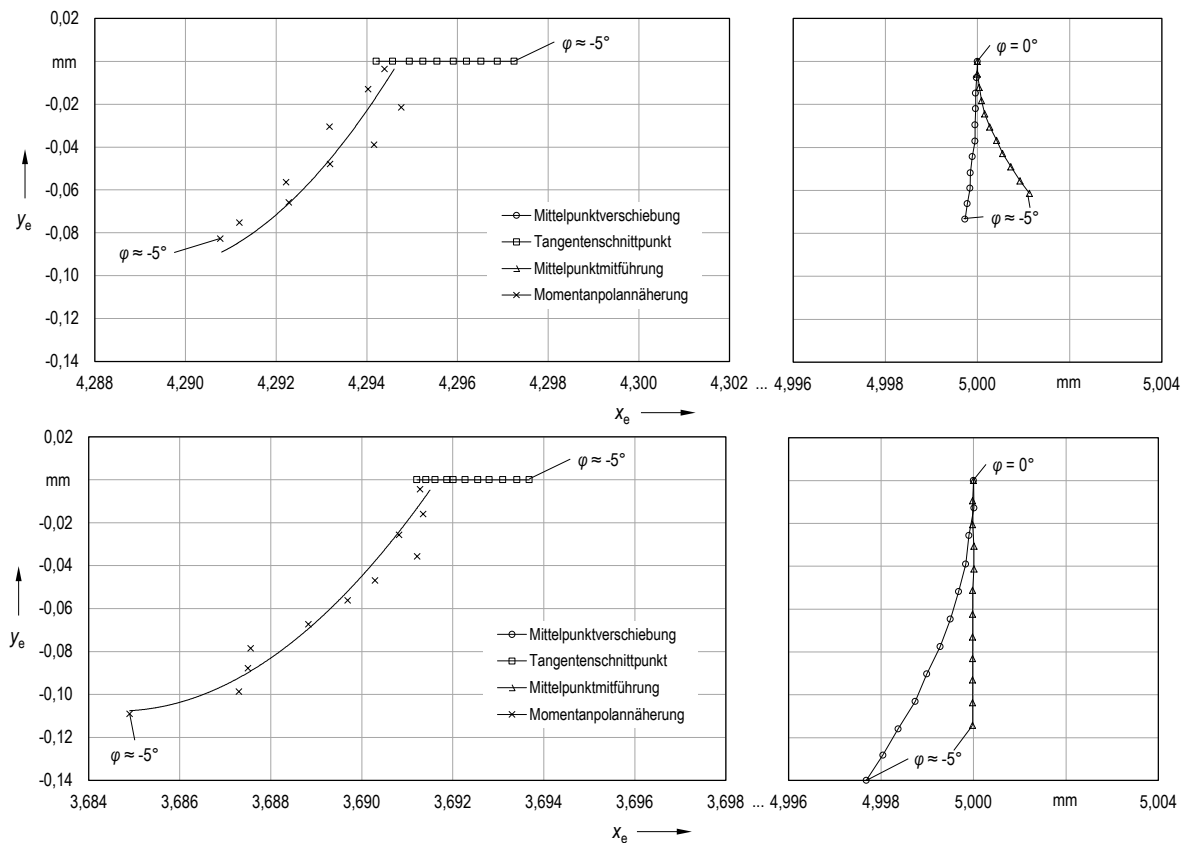 0,02
mm
-0,02
-0,04
-0,06
-0,08
-0,10
-0,12
-0,14
yₑ
φ ≈ -5°
φ ≈ -5°
Mittelpunktverschiebung
Tangentenschnittpunkt
Mittelpunktmitführung
Momentanpolannäherung
φ = 0°
φ ≈ -5°
4,288 4,290 4,292 4,294 4,296 4,298 4,300 4,302 ... 4,996 4,998 5,000 mm 5,004
xₑ
0,02
mm
-0,02
-0,04
-0,06
-0,08
-0,10
-0,12
-0,14
yₑ
φ ≈ -5°
φ ≈ -5°
Mittelpunktverschiebung
Tangentenschnittpunkt
Mittelpunktmitführung
Momentanpolannäherung
φ = 0°
φ ≈ -5°
3,684 3,686 3,688 3,690 3,692 3,694 3,696 3,698 ... 4,996 4,998 5,000 mm 5,004
xₑ